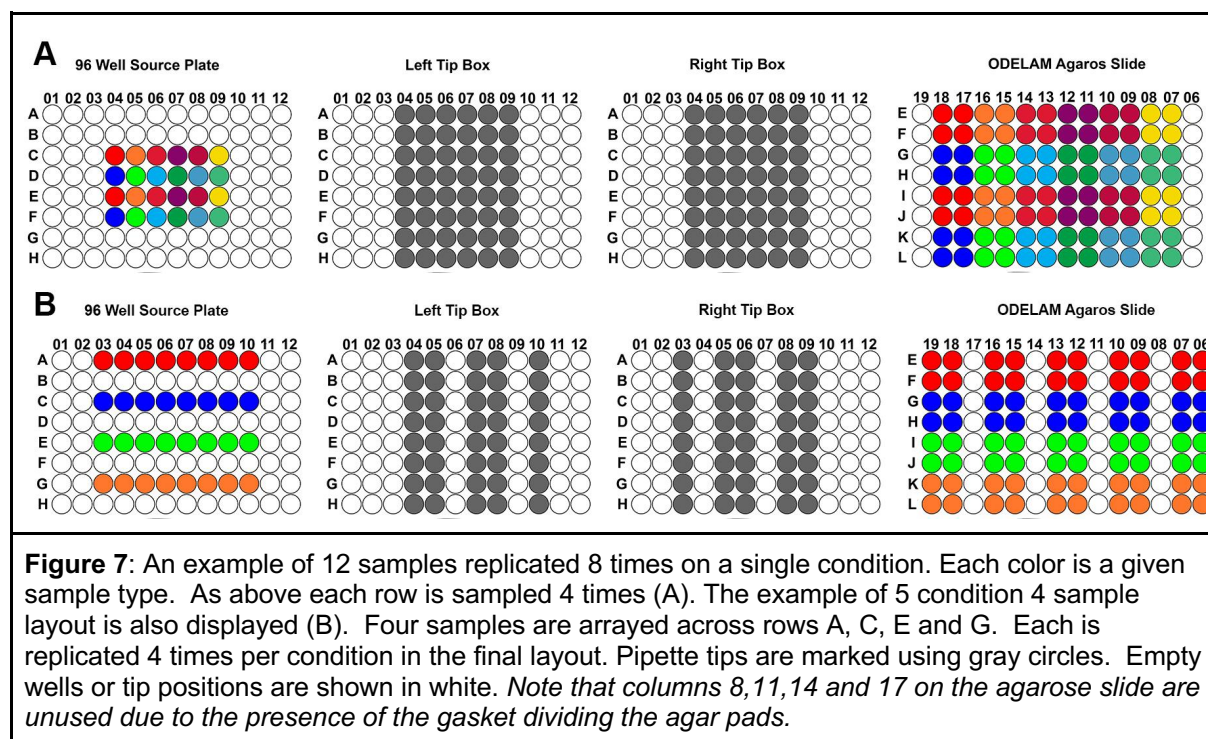 A
96 Well Source Plate Left Tip Box Right Tip Box ODELAM Agaros Slide
01 02 03 04 05 06 07 08 09 10 11 12 01 02 03 04 05 06 07 08 09 10 11 12 01 02 03 04 05 06 07 08 09 10 11 12 19 18 17 16 15 14 13 12 11 10 09 08 07 06
A A A E
B B B F
C C C G
D D D H
E E E I
F F F J
G G G K
H H H L
B
96 Well Source Plate Left Tip Box Right Tip Box ODELAM Agaros Slide
01 02 03 04 05 06 07 08 09 10 11 12 01 02 03 04 05 06 07 08 09 10 11 12 01 02 03 04 05 06 07 08 09 10 11 12 19 18 17 16 15 14 13 12 11 10 09 08 07 06
A A A E
B B B F
C C C G
D D D H
E E E I
F F F J
G G G K
H H H L
Figure 7: An example of 12 samples replicated 8 times on a single condition. Each color is a given
sample type. As above each row is sampled 4 times (A). The example of 5 condition 4 sample
layout is also displayed (B). Four samples are arrayed across rows A, C, E and G. Each is
replicated 4 times per condition in the final layout. Pipette tips are marked using gray circles. Empty
wells or tip positions are shown in white. Note that columns 8,11,14 and 17 on the agarose slide are
unused due to the presence of the gasket dividing the agar pads.